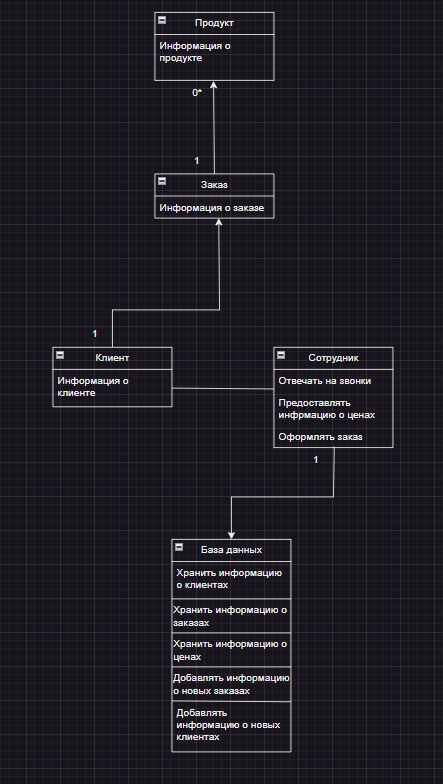 Продукт
Информация о
продукте
0*
1
Заказ
Информация о заказе
1
Клиент
Информация о
клиенте
Сотрудник
Отвечать на звонки
Предоставлять
инфрмацию о ценах
Оформлять заказ
1
База данных
Хранить информацию
о клиентах
Хранить информацию о
заказах
Хранить информацию о
ценах
Добавлять информацию
о новых заказах
Добавлять
информацию о новых
клиентах